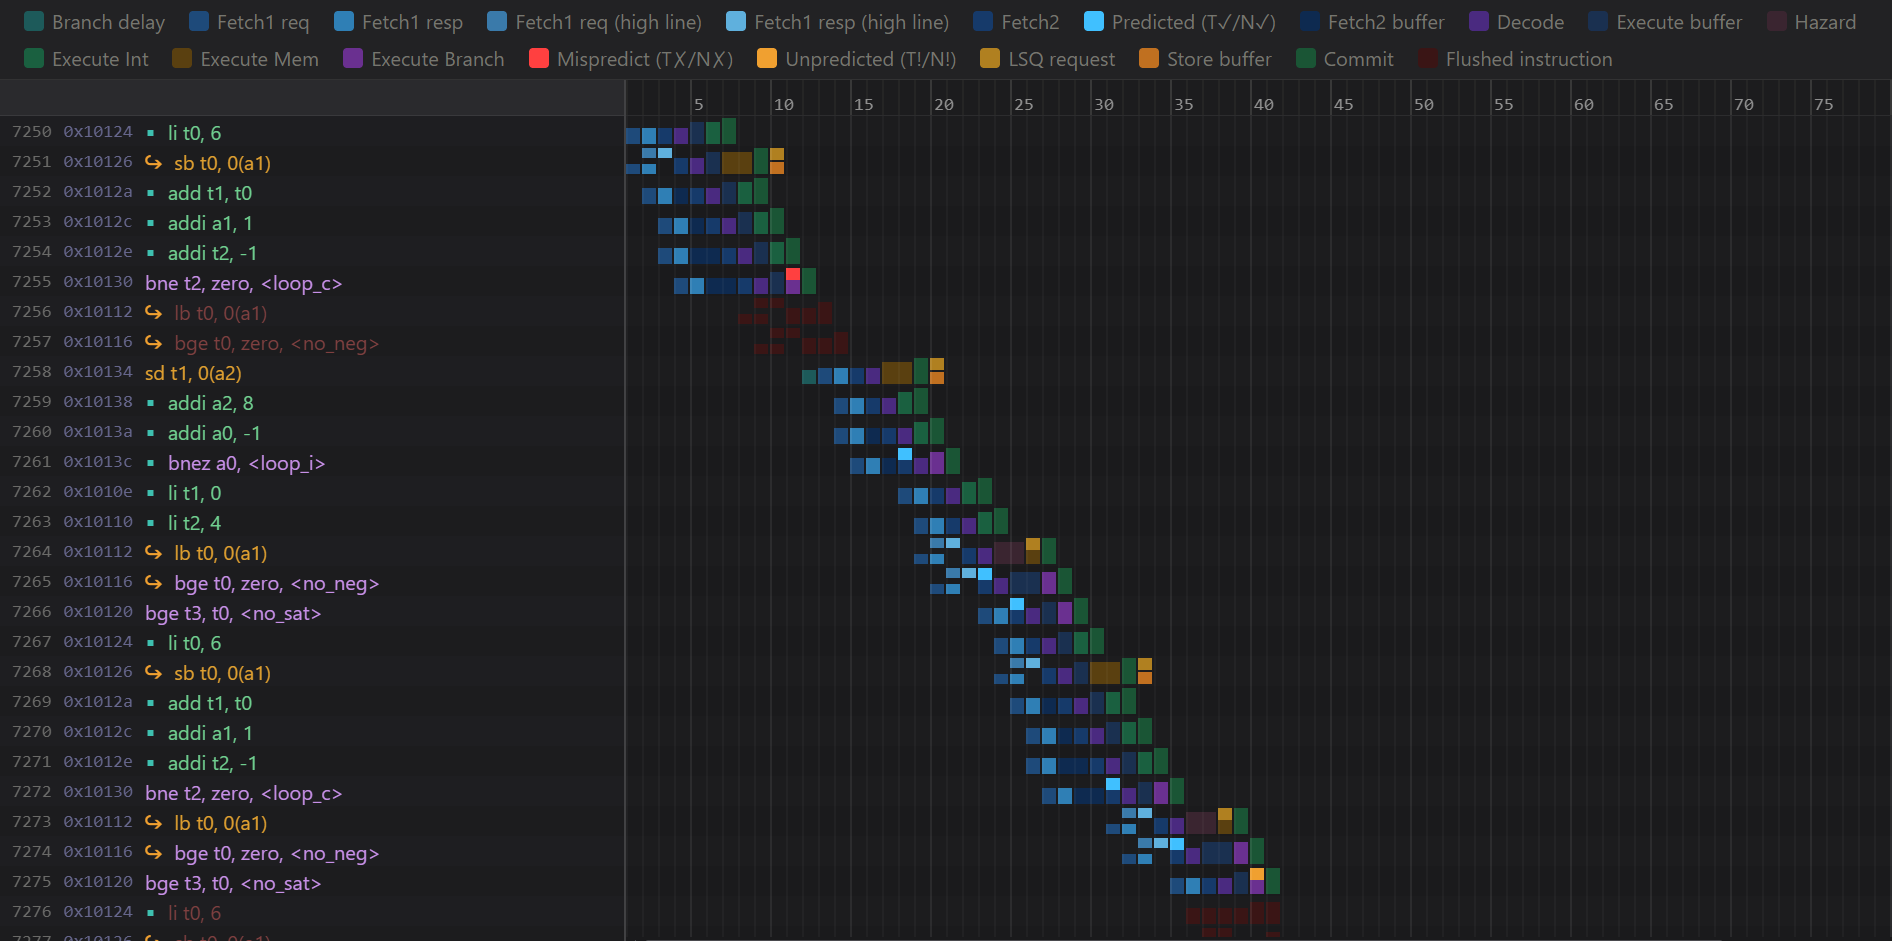 Branch delay Fetch1 req Fetch1 resp Fetch1 req (high line) Fetch1 resp (high line) Fetch2 Predicted (T✓/N✓) Fetch2 buffer Decode Execute buffer Hazard
Execute Int Execute Mem Execute Branch Mispredict (T✗/N✗) Unpredicted (T!/N!) LSQ request Store buffer Commit Flushed instruction
5 10 15 20 25 30 35 40 45 50 55 60 65 70 75
7250 0x10124 ▪ li t0, 6
7251 0x10126 ↪ sb t0, 0(a1)
7252 0x1012a ▪ add t1, t0
7253 0x1012c ▪ addi a1, 1
7254 0x1012e ▪ addi t2, -1
7255 0x10130 bne t2, zero, <loop_c>
7256 0x10112 ↪ lb t0, 0(a1)
7257 0x10116 ↪ bge t0, zero, <no_neg>
7258 0x10134 sd t1, 0(a2)
7259 0x10138 ▪ addi a2, 8
7260 0x1013a ▪ addi a0, -1
7261 0x1013c ▪ bnez a0, <loop_i>
7262 0x1010e ▪ li t1, 0
7263 0x10110 ▪ li t2, 4
7264 0x10112 ↪ lb t0, 0(a1)
7265 0x10116 ↪ bge t0, zero, <no_neg>
7266 0x10120 bge t3, t0, <no_sat>
7267 0x10124 ▪ li t0, 6
7268 0x10126 ↪ sb t0, 0(a1)
7269 0x1012a ▪ add t1, t0
7270 0x1012c ▪ addi a1, 1
7271 0x1012e ▪ addi t2, -1
7272 0x10130 bne t2, zero, <loop_c>
7273 0x10112 ↪ lb t0, 0(a1)
7274 0x10116 ↪ bge t0, zero, <no_neg>
7275 0x10120 bge t3, t0, <no_sat>
7276 0x10124 ▪ li t0, 6
7277 0x10126 ↪ sb t0, 0(a1)